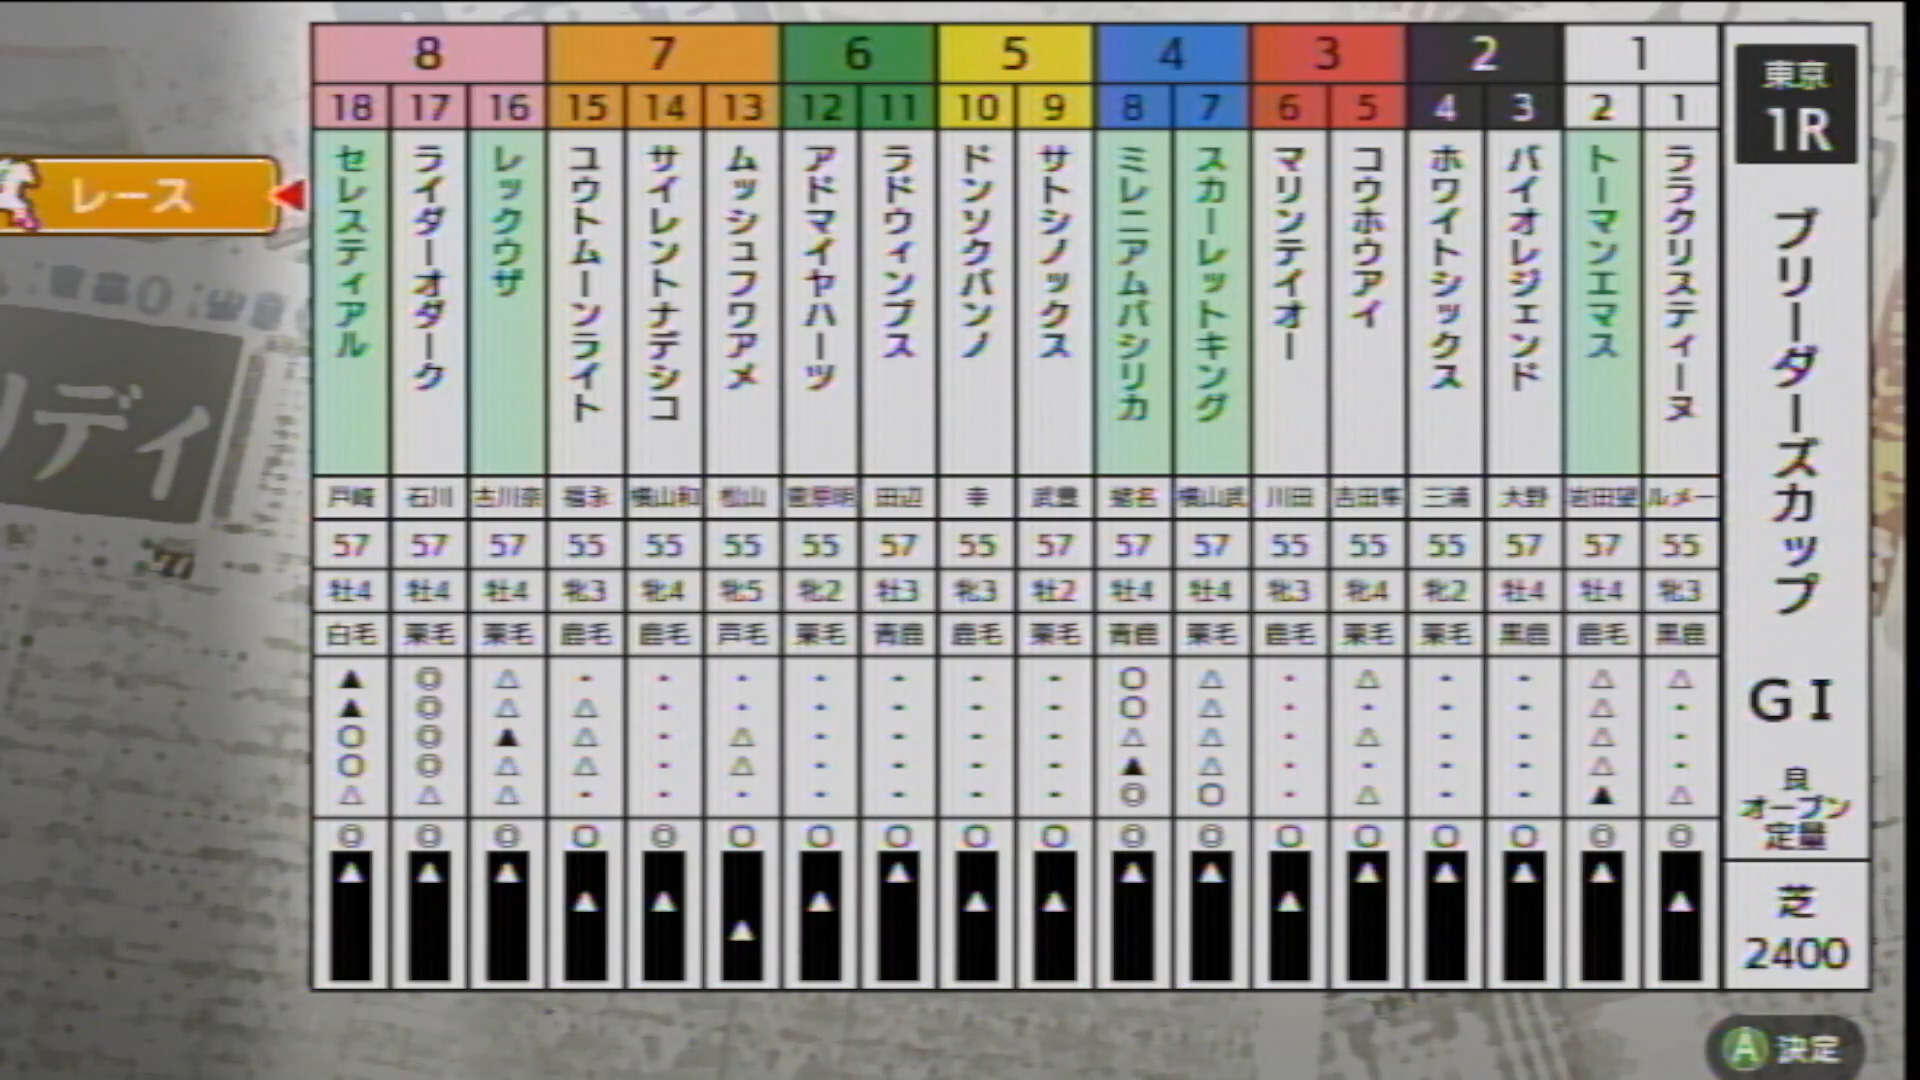 東京
1R
ブリーダーズカップ
GI
良
オープン
定量
芝
2400
レース
リディ
8 7 6 5 4 3 2 1
18 17 16 15 14 13 12 11 10 9 8 7 6 5 4 3 2 1
ララクリスティーヌ
トーマンエマス
バイオレジェンド
ホワイトシックス
コウホウアイ
マリンテイオー
スカーレットキング
ミレニアムバシリカ
サトシノックス
ドンソクバンノ
ラドウィンプス
アドマイヤハーツ
ムッシュフワアメ
サイレントナデシコ
ユウトムーンライト
レックウザ
ライダーオダーク
セレスティアル
戸崎 石川 古川奈 福永 横山和 松山 菅原明 田辺 幸 武豊 蛯名 横山武 川田 吉田隼 三浦 大野 岩田望 ルメー
57 57 57 55 55 55 55 57 55 57 57 57 55 55 55 57 57 55
牡4 牡4 牡4 牝3 牝4 牝5 牝2 牡3 牝3 牡2 牡4 牡4 牝3 牝4 牝2 牡4 牡4 牝3
白毛 栗毛 栗毛 鹿毛 鹿毛 芦毛 栗毛 青鹿 鹿毛 栗毛 青鹿 栗毛 鹿毛 栗毛 栗毛 黒鹿 鹿毛 黒鹿
▲ ◎ △ - - - - - - - ○ △ - △ - - △ △
▲ ◎ △ △ - - - - - - ○ △ - - - - △ -
○ ◎ ▲ △ - △ - - - - △ △ - △ - - △ -
○ ◎ △ △ - △ - - - - ▲ △ - - - - △ -
△ △ △ - - - - - - - ◎ ○ - △ - - ▲ △
◎ ◎ ◎ ○ ◎ ○ ○ ○ ○ ○ ◎ ◎ ○ ○ ○ ○ ◎ ◎
A 決定